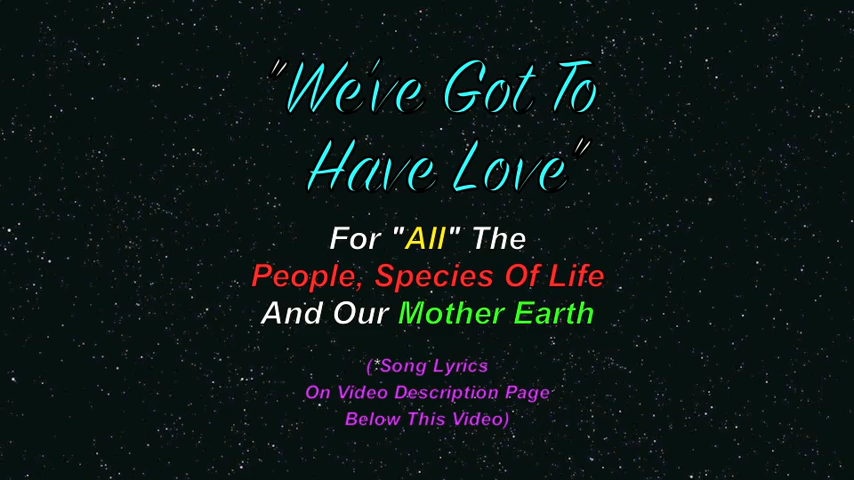 "We've Got To
Have Love"
For "All" The
People, Species Of Life
And Our Mother Earth
(*Song Lyrics
On Video Description Page
Below This Video)